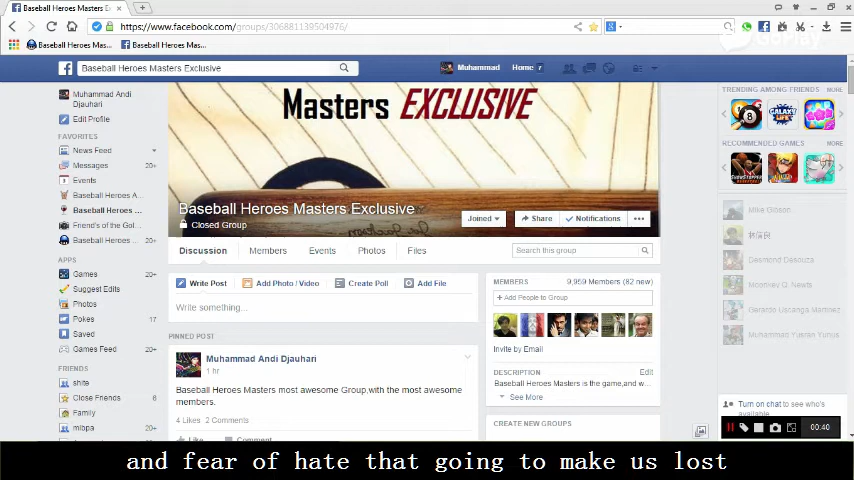 Baseball Heroes Masters Ex
https://www.facebook.com/groups/306881139504976/
Baseball Heroes Mas...
Baseball Heroes Mas...
GoPlay
Baseball Heroes Masters Exclusive
Muhammad
Home 7
Muhammad Andi Djauhari
Edit Profile
FAVORITES
News Feed
Messages 20+
Events
Baseball Heroes A...
Baseball Heroes ...
Friend's of the Gol...
Baseball Heroes ... 20+
APPS
Games 20+
Suggest Edits
Photos
Pokes 17
Saved
Games Feed 20+
FRIENDS
shite
Close Friends 6
Family
mibpa 20+
Masters EXCLUSIVE
Baseball Heroes Masters Exclusive
Closed Group
Joined
Share
Notifications
Discussion
Members
Events
Photos
Files
Search this group
Write Post
Add Photo / Video
Create Poll
Add File
Write something...
PINNED POST
Muhammad Andi Djauhari
1 hr
Baseball Heroes Masters most awesome Group,with the most awesome
members.
4 Likes 2 Comments
Like
Comment
MEMBERS
9,959 Members (82 new)
+ Add People to Group
Invite by Email
DESCRIPTION
Edit
Baseball Heroes Masters is the game,and w...
See More
CREATE NEW GROUPS
TRENDING AMONG FRIENDS
MORE
RECOMMENDED GAMES
MORE
Mike Gibson
Desmond Desouza
Moonkey O. Newts
Gerardo Uscanga Martinez
Muhammad Yusran Yunus
Turn on chat to see who's
available.
00:40
and fear of hate that going to make us lost